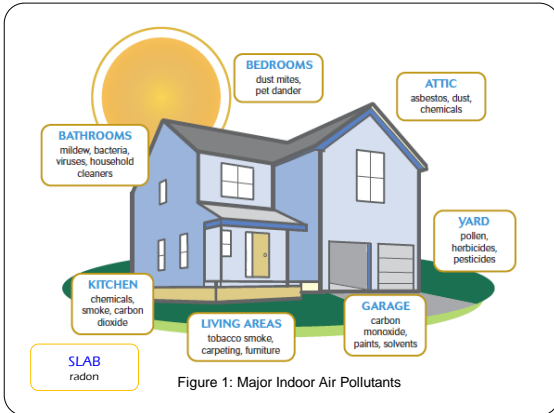 BEDROOMS
dust mites,
pet dander
ATTIC
asbestos, dust,
chemicals
BATHROOMS
mildew, bacteria,
viruses, household
cleaners
YARD
pollen,
herbicides,
pesticides
KITCHEN
chemicals,
smoke, carbon
dioxide
LIVING AREAS
tobacco smoke,
carpeting, furniture
GARAGE
carbon
monoxide,
paints, solvents
SLAB
radon
Figure 1: Major Indoor Air Pollutants